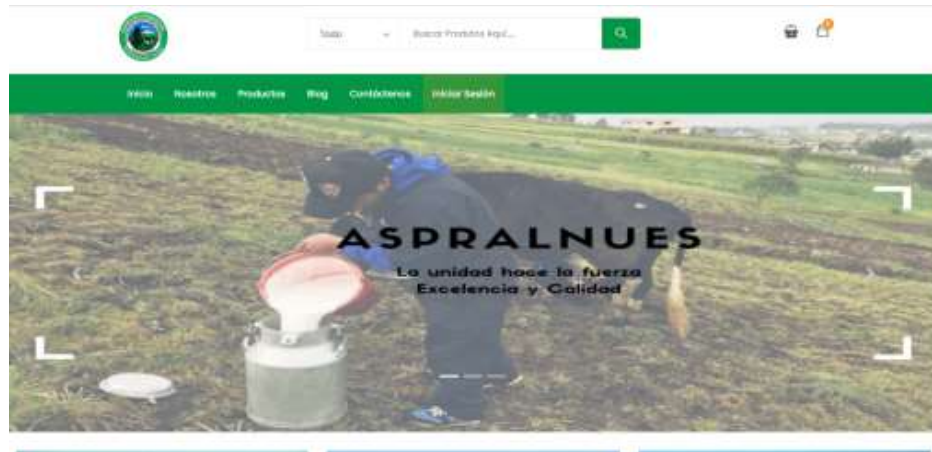 Todo
Buscar Productos Aquí...
Inicio Nosotros Productos Blog Contáctenos Iniciar Sesión
ASPRALNUES
La unidad hace la fuerza
Excelencia y Calidad